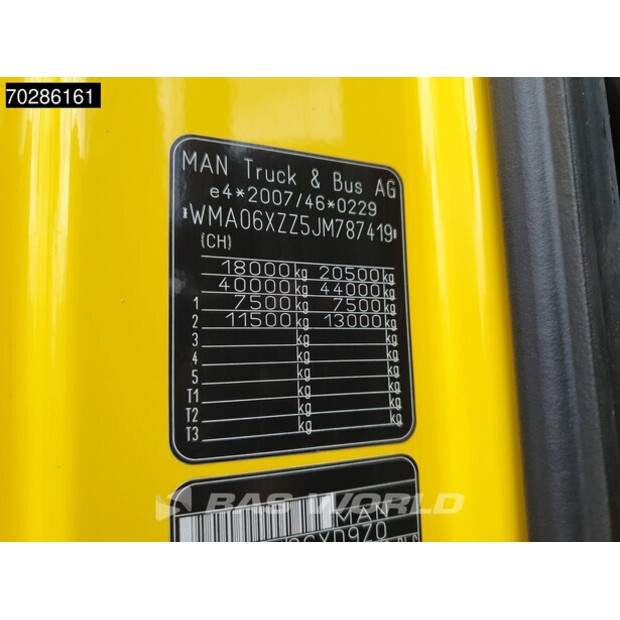 70286161
MAN Truck & Bus AG
e4*2007/46*0229
*WMA06XZZ5JM787419*
(CH)
18000 kg 20500 kg
40000 kg 44000 kg
1 7500 kg 7500 kg
2 11500 kg 13000 kg
3 kg kg
4 kg kg
5 kg kg
T1 kg kg
T2 kg kg
T3 kg kg
BAS WORLD
MAN